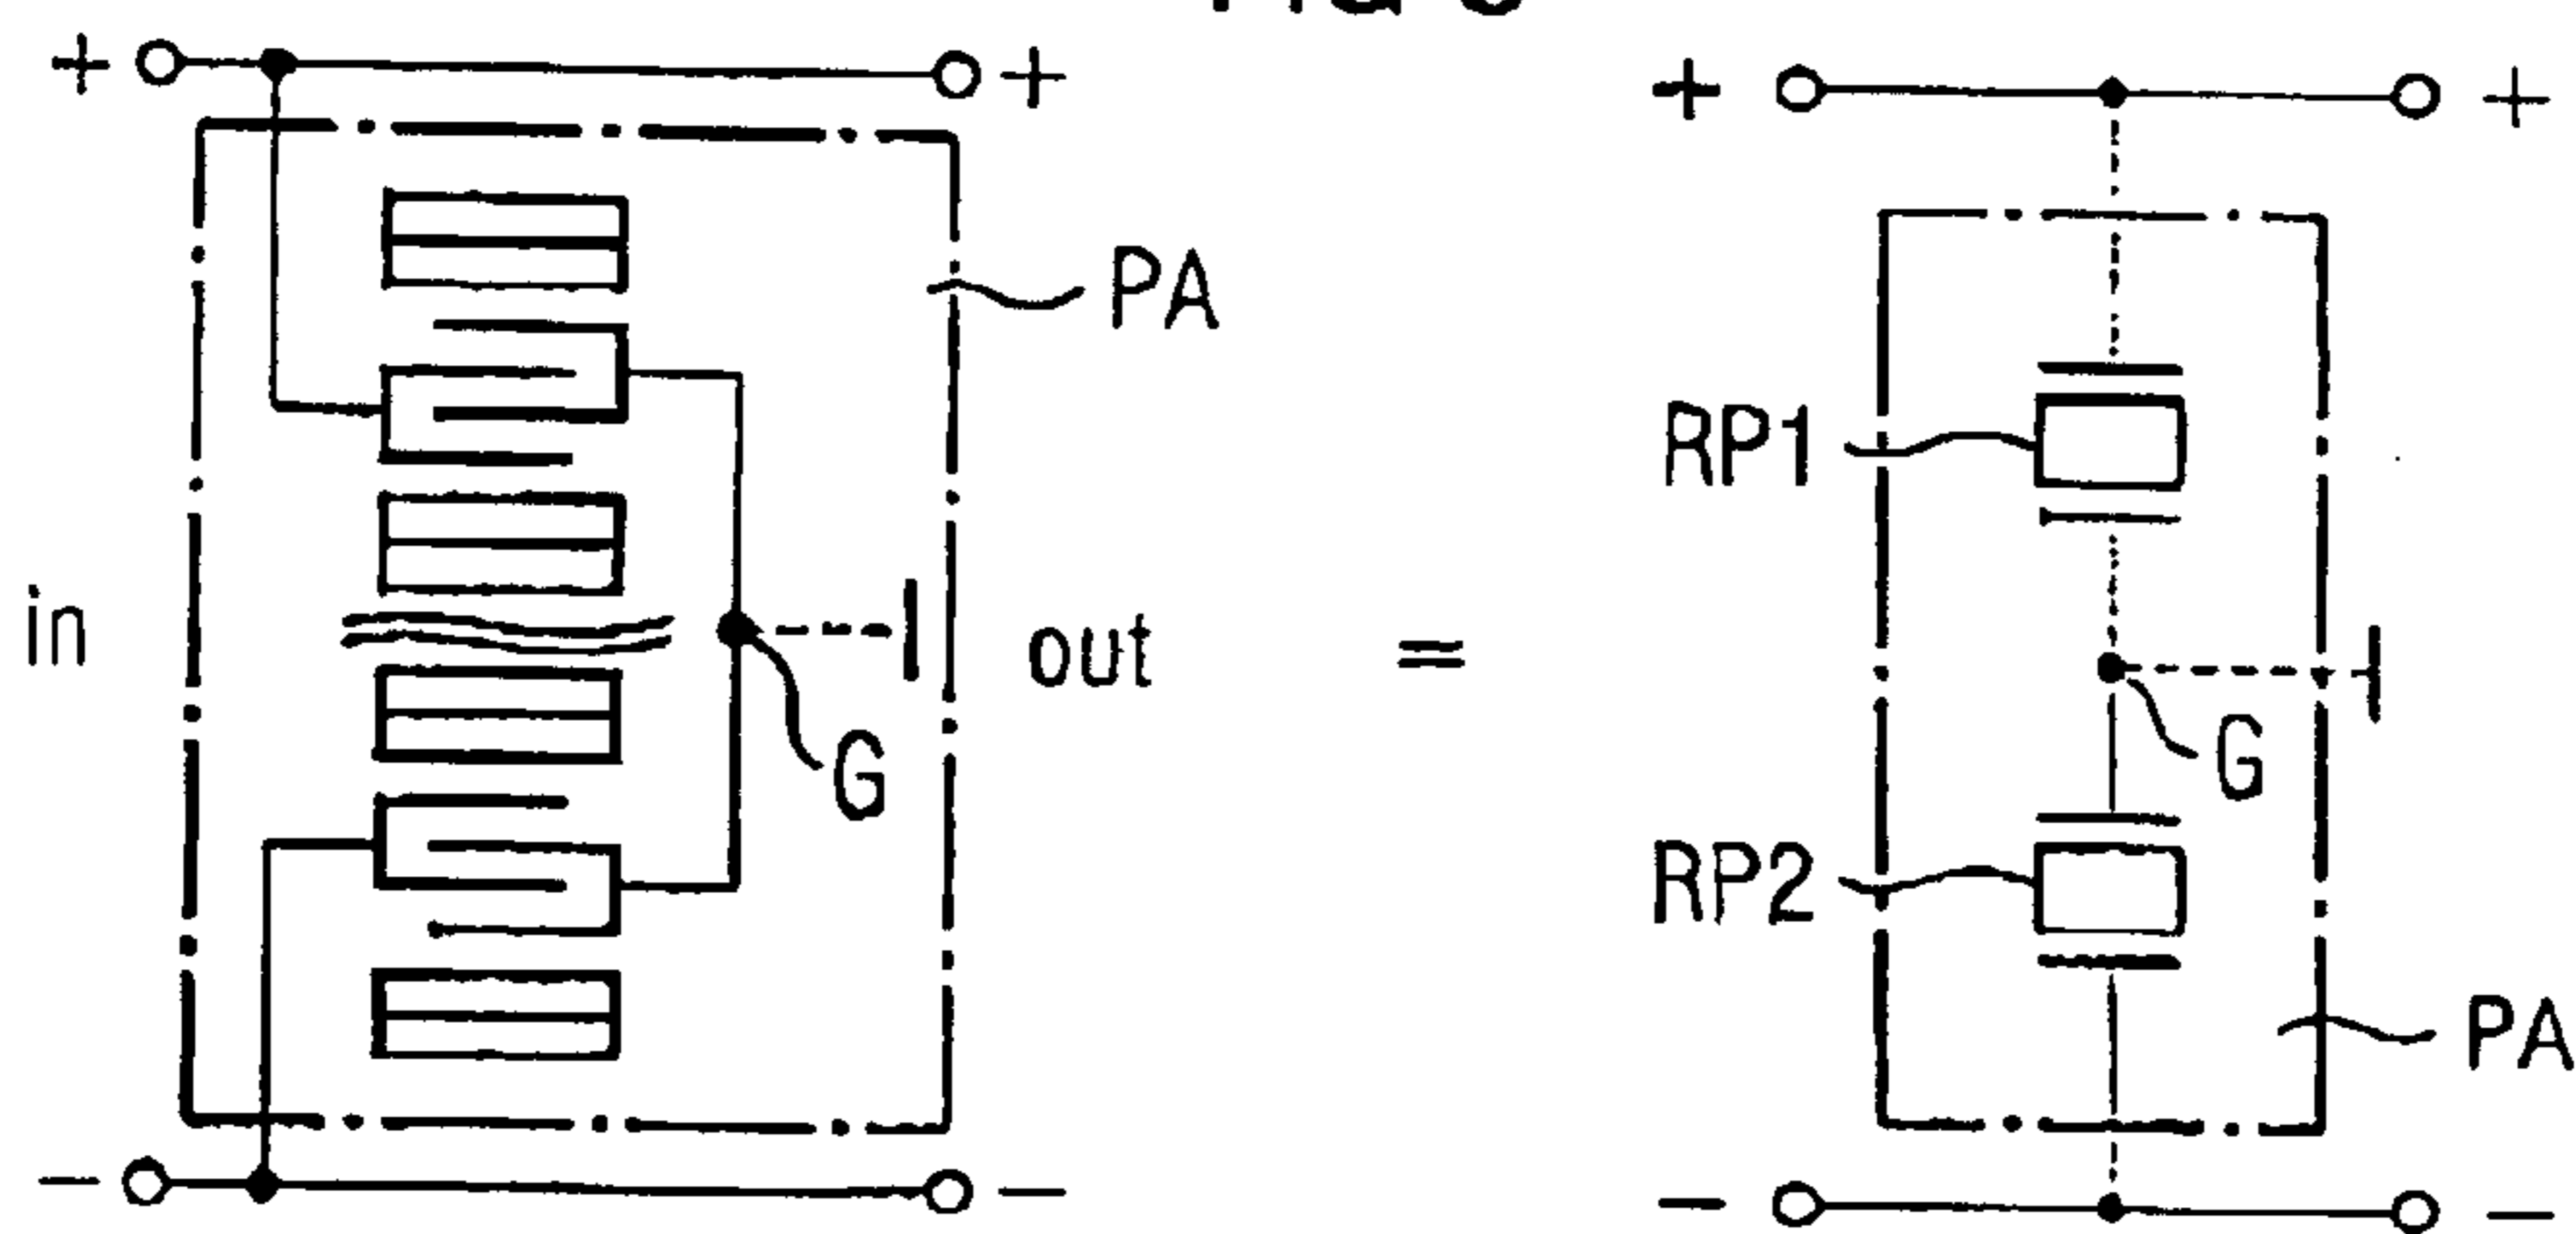 + + + +
PA
RP1
in out =
G G
RP2
PA
- - - -